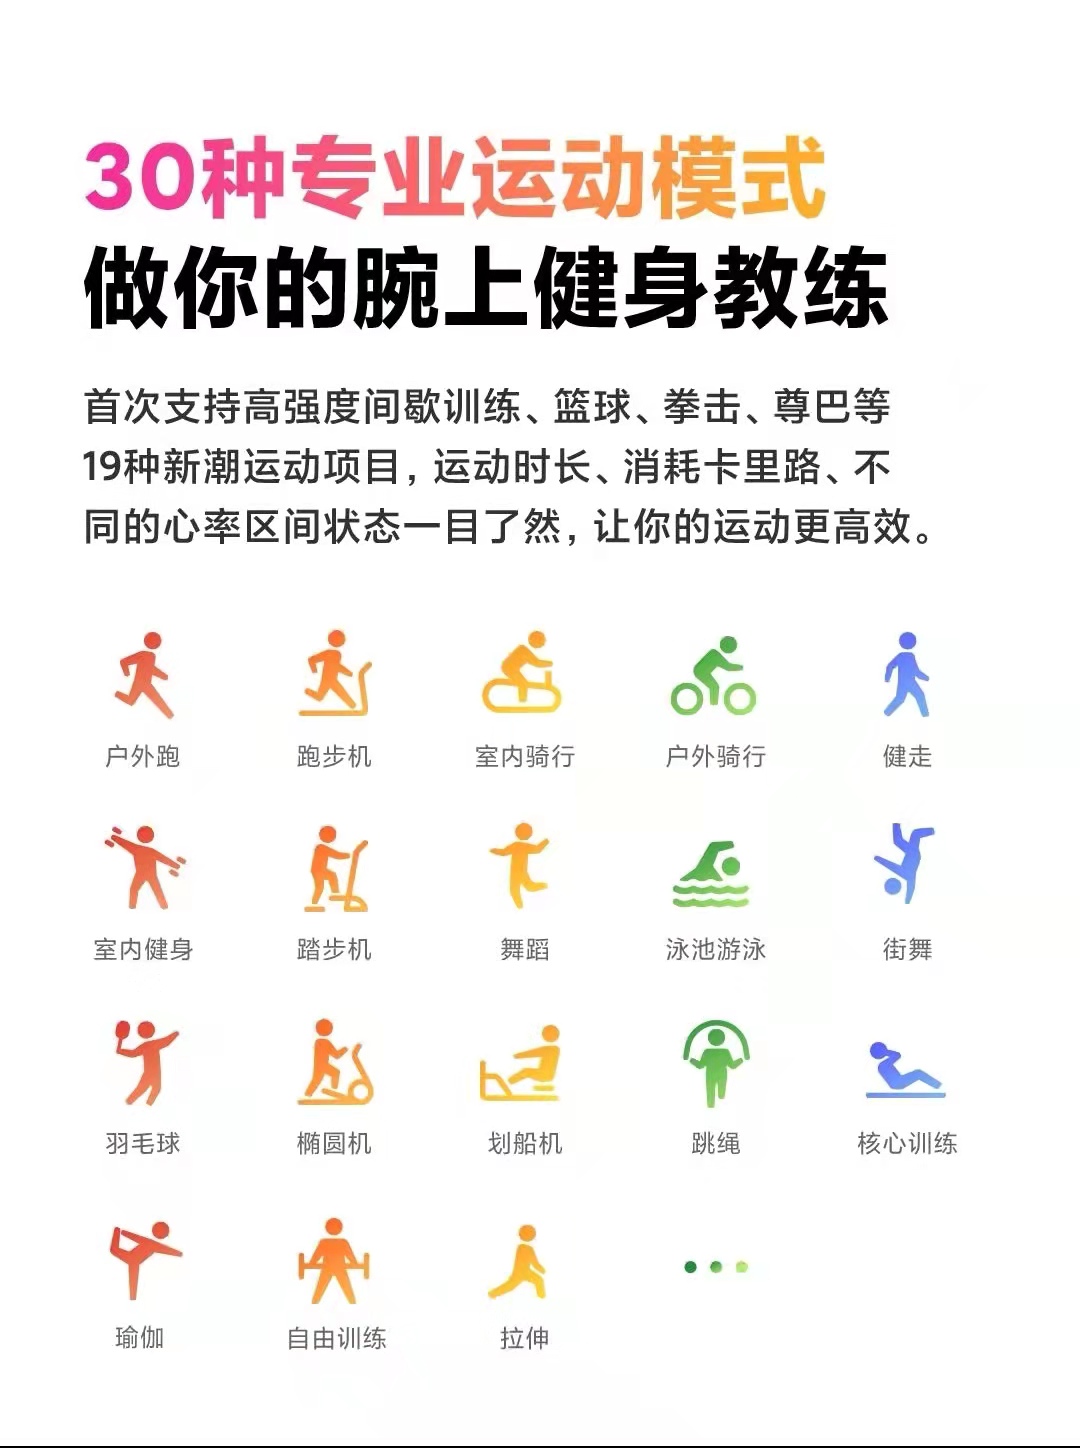 30种专业运动模式
做你的腕上健身教练
首次支持高强度间歇训练、篮球、拳击、尊巴等
19种新潮运动项目，运动时长、消耗卡里路、不
同的心率区间状态一目了然，让你的运动更高效。
户外跑 跑步机 室内骑行 户外骑行 健走
室内健身 踏步机 舞蹈 泳池游泳 街舞
羽毛球 椭圆机 划船机 跳绳 核心训练
瑜伽 自由训练 拉伸